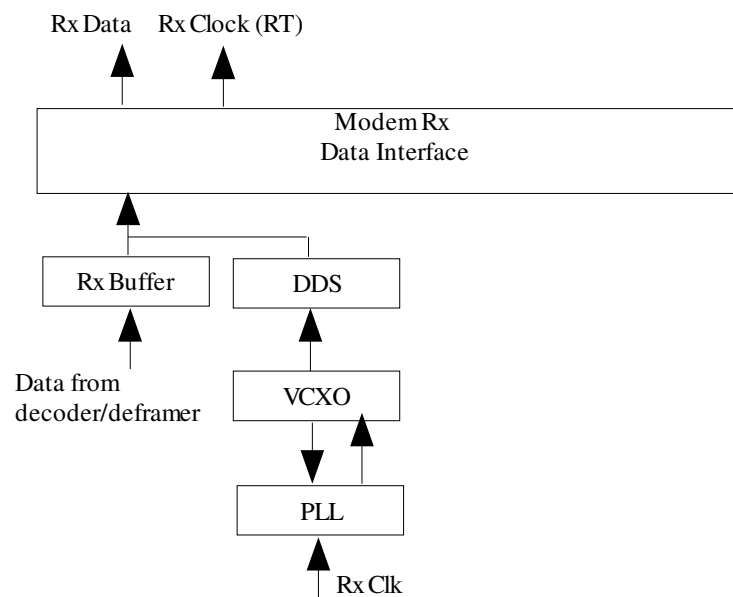 Rx Data
Rx Clock (RT)
Modem Rx
Data Interface
Rx Buffer
DDS
Data from
decoder/deframer
VCXO
PLL
Rx Clk